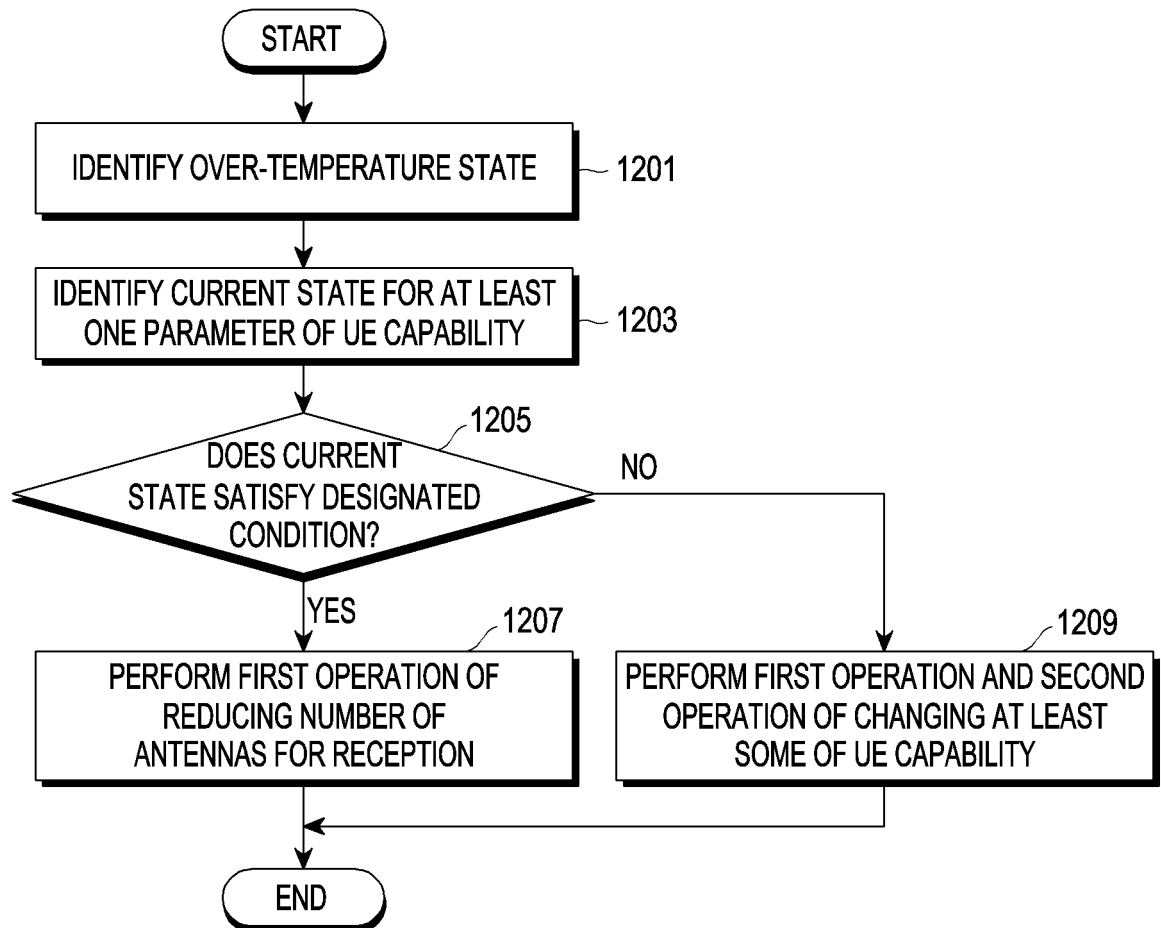 START
IDENTIFY OVER-TEMPERATURE STATE
1201
IDENTIFY CURRENT STATE FOR AT LEAST
ONE PARAMETER OF UE CAPABILITY
1203
1205
DOES CURRENT
STATE SATISFY DESIGNATED
CONDITION?
NO
YES
1207
PERFORM FIRST OPERATION OF
REDUCING NUMBER OF
ANTENNAS FOR RECEPTION
1209
PERFORM FIRST OPERATION AND SECOND
OPERATION OF CHANGING AT LEAST
SOME OF UE CAPABILITY
END